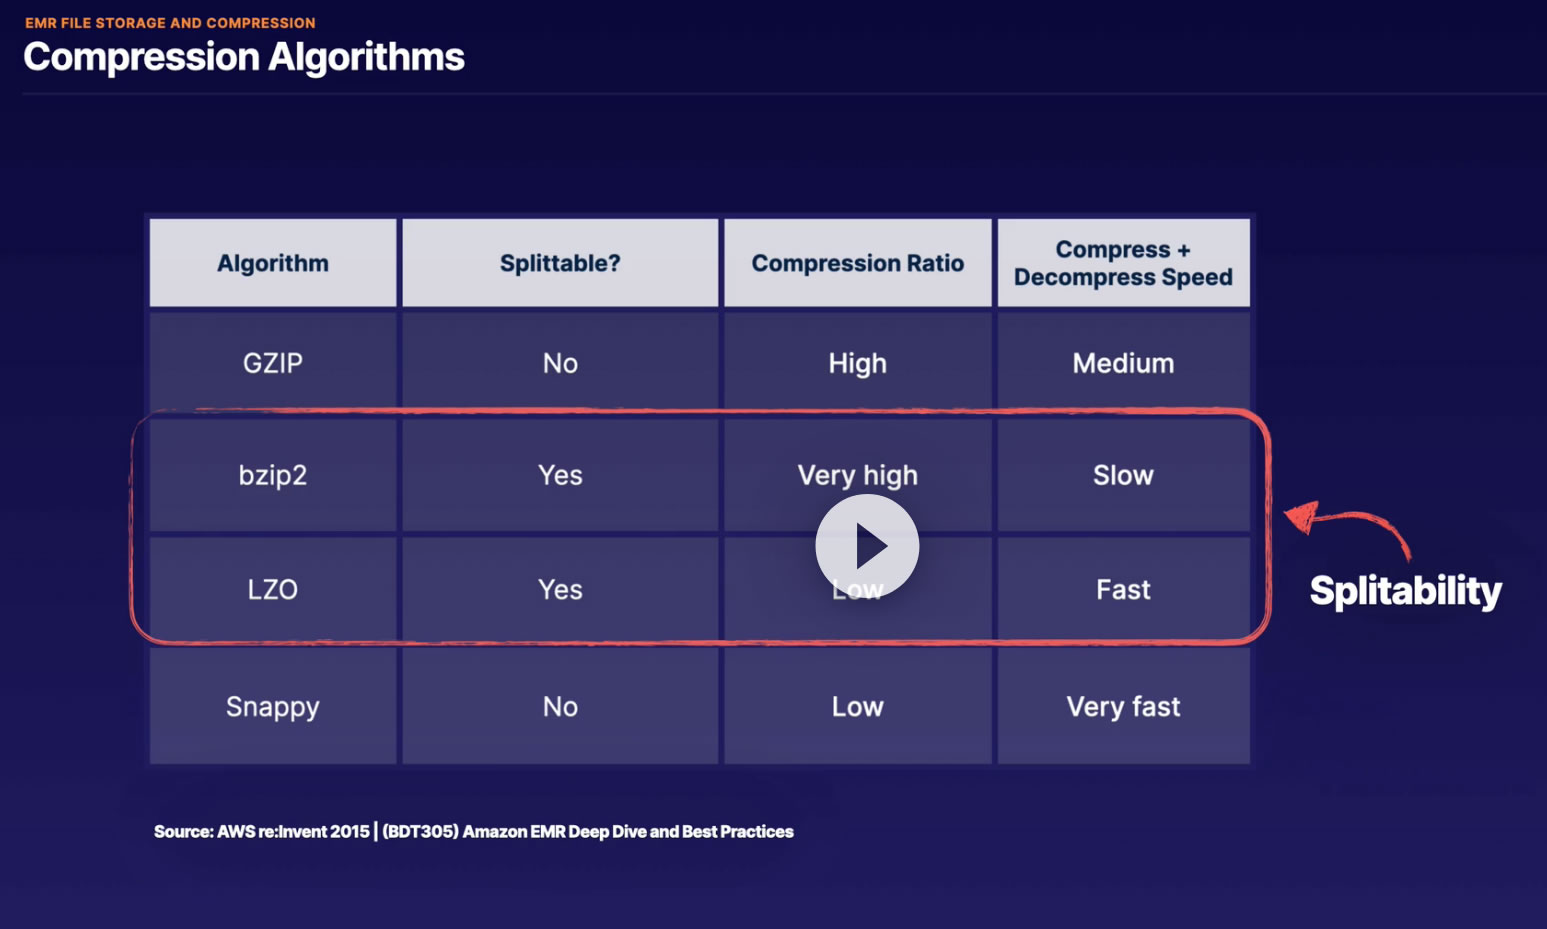 EMR FILE STORAGE AND COMPRESSION
Compression Algorithms
Algorithm
Splittable?
Compression Ratio
Compress +
Decompress Speed
GZIP
No
High
Medium
bzip2
Yes
Very high
Slow
LZO
Yes
Low
Fast
Splitability
Snappy
No
Low
Very fast
Source: AWS re:Invent 2015 | (BDT305) Amazon EMR Deep Dive and Best Practices